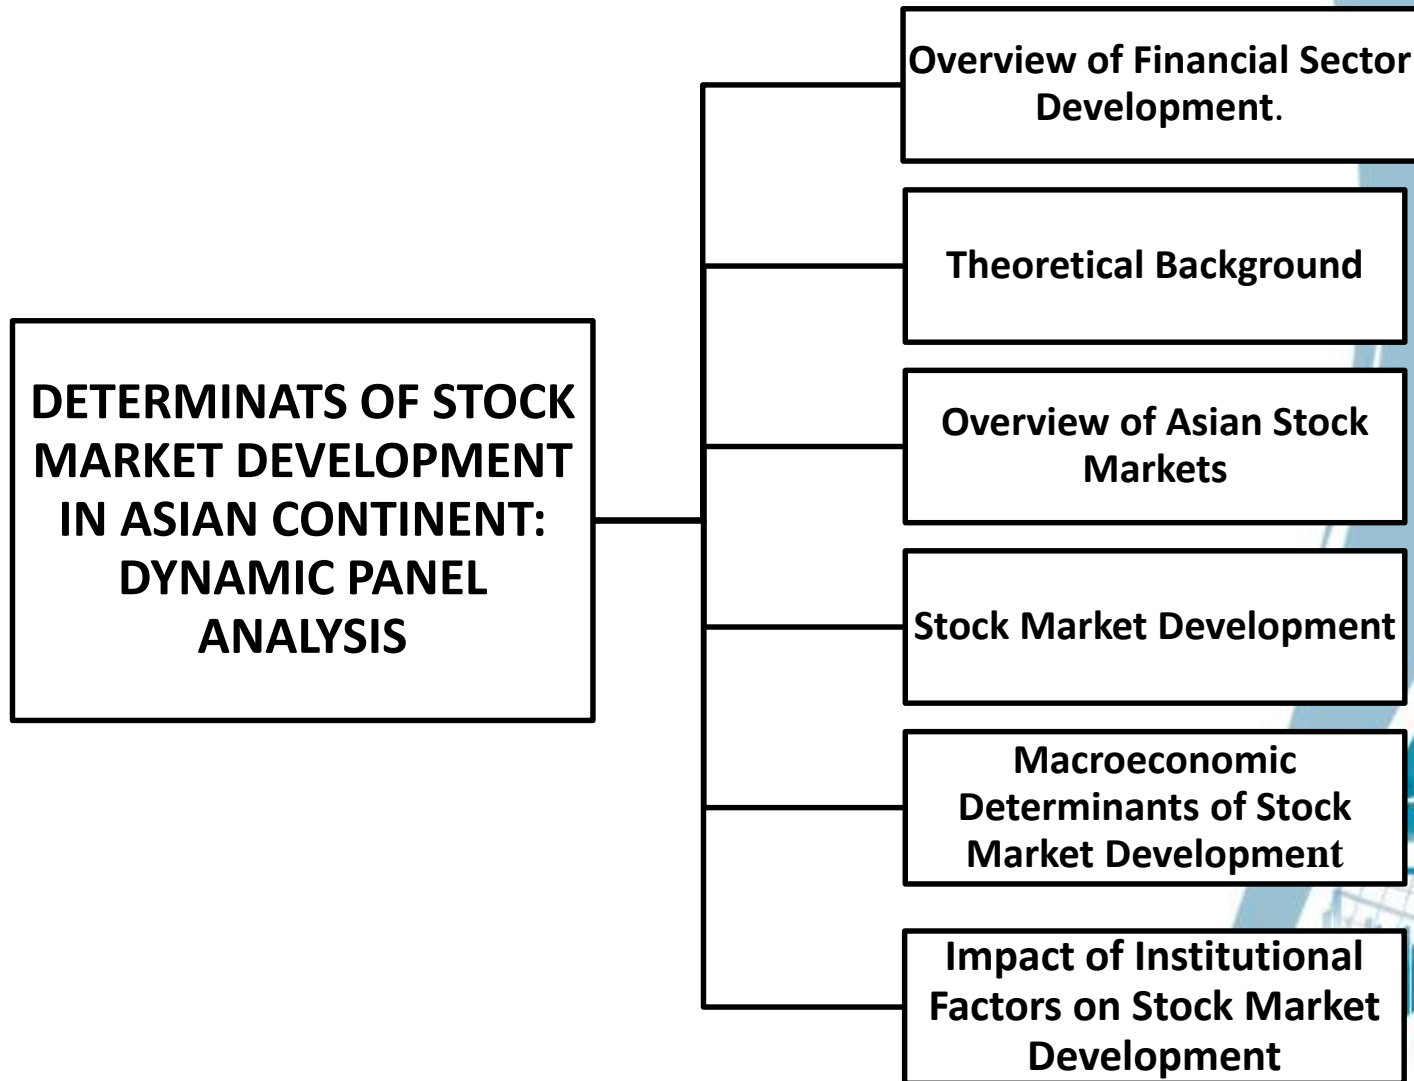 DETERMINATS OF STOCK
MARKET DEVELOPMENT
IN ASIAN CONTINENT:
DYNAMIC PANEL
ANALYSIS
Overview of Financial Sector
Development.
Theoretical Background
Overview of Asian Stock
Markets
Stock Market Development
Macroeconomic
Determinants of Stock
Market Development
Impact of Institutional
Factors on Stock Market
Development